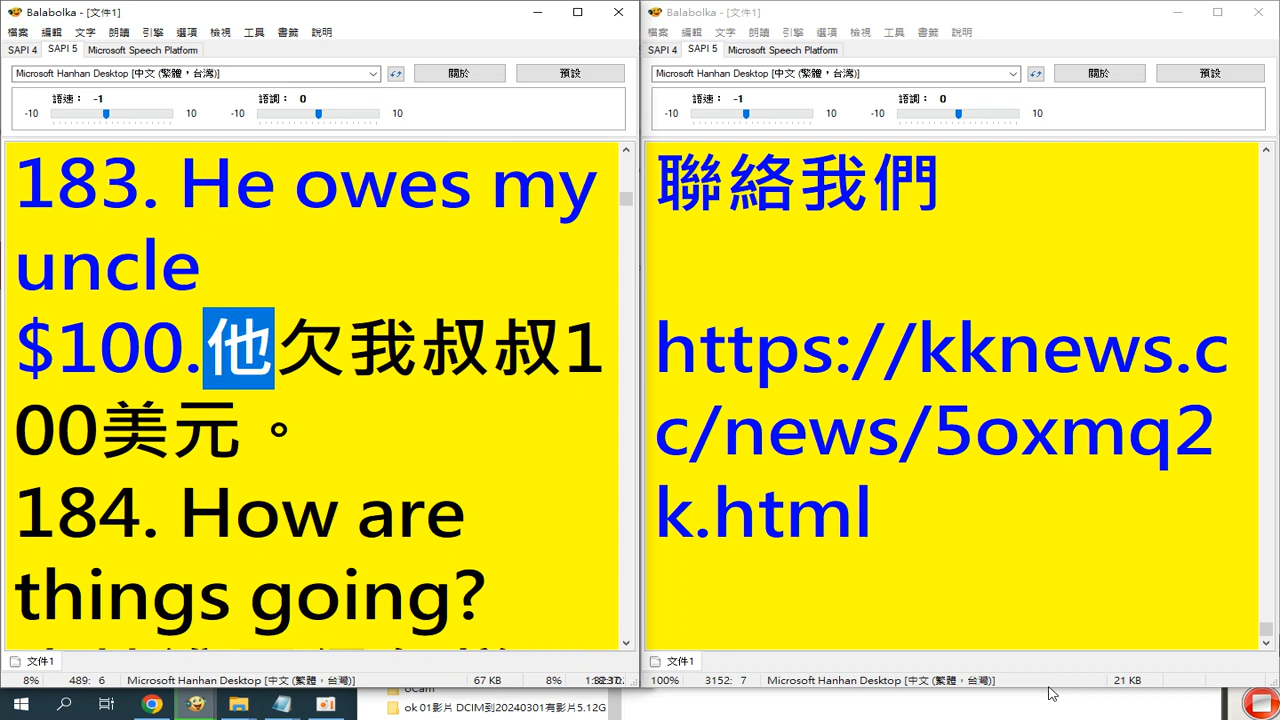 Balabolka - [文件1]
檔案 編輯 文字 朗讀 引擎 選項 檢視 工具 書籤 說明
SAPI 4 SAPI 5 Microsoft Speech Platform
Microsoft Hanhan Desktop [中文 (繁體，台灣)]
關於 預設
語速： -1 語調： 0
-10 10 -10 10
183. He owes my
uncle
$100.他欠我叔叔1
00美元。
184. How are
things going?
文件1
8% 489: 6 Microsoft Hanhan Desktop [中文 (繁體，台灣)] 67 KB 8%
Balabolka - [文件1]
檔案 編輯 文字 朗讀 引擎 選項 檢視 工具 書籤 說明
SAPI 4 SAPI 5 Microsoft Speech Platform
Microsoft Hanhan Desktop [中文 (繁體，台灣)]
關於 預設
語速： -1 語調： 0
-10 10 -10 10
聯絡我們
https://kknews.c
c/news/5oxmq2
k.html
文件1
100% 3152: 7 Microsoft Hanhan Desktop [中文 (繁體，台灣)] 21 KB
oCam
ok 01影片 DCIM到20240301有影片5.12G